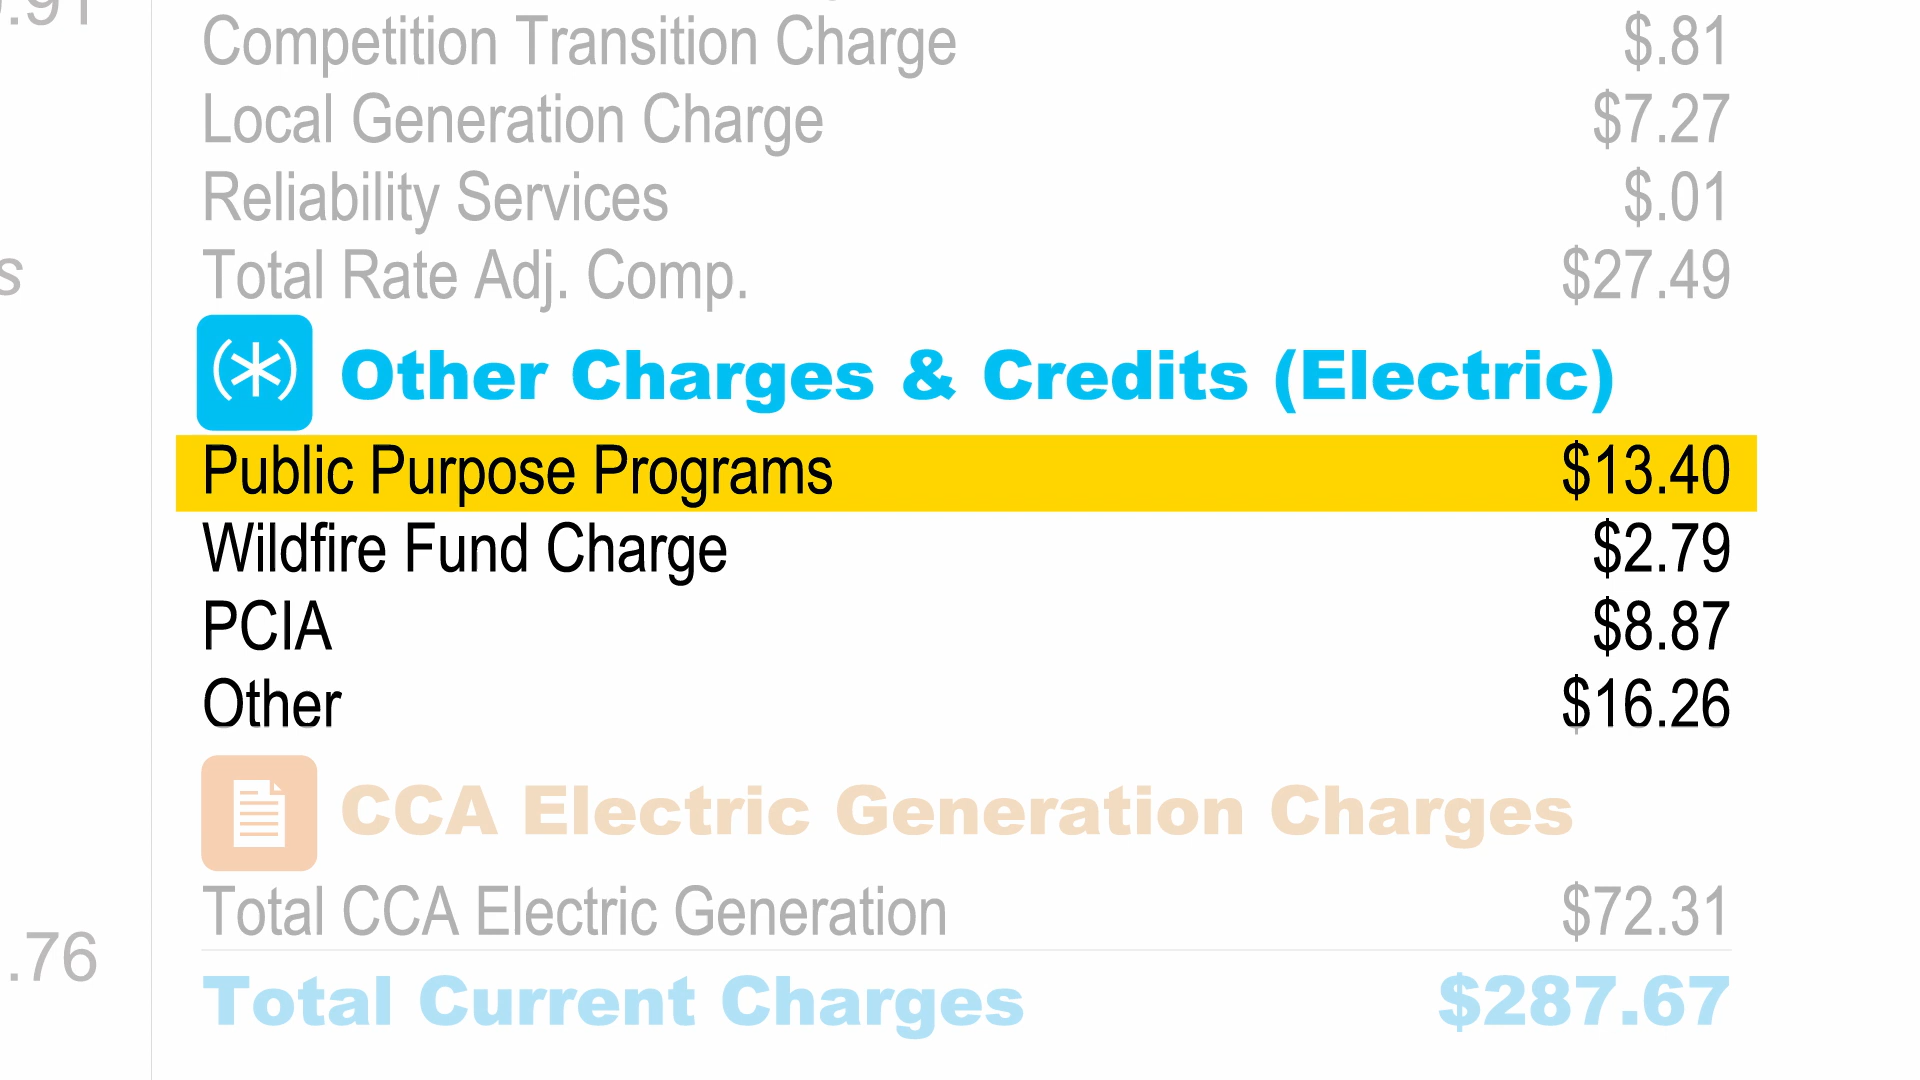 Competition Transition Charge $.81
Local Generation Charge $7.27
Reliability Services $.01
Total Rate Adj. Comp. $27.49
(*) Other Charges & Credits (Electric)
Public Purpose Programs $13.40
Wildfire Fund Charge $2.79
PCIA $8.87
Other $16.26
CCA Electric Generation Charges
Total CCA Electric Generation $72.31
.76
Total Current Charges $287.67